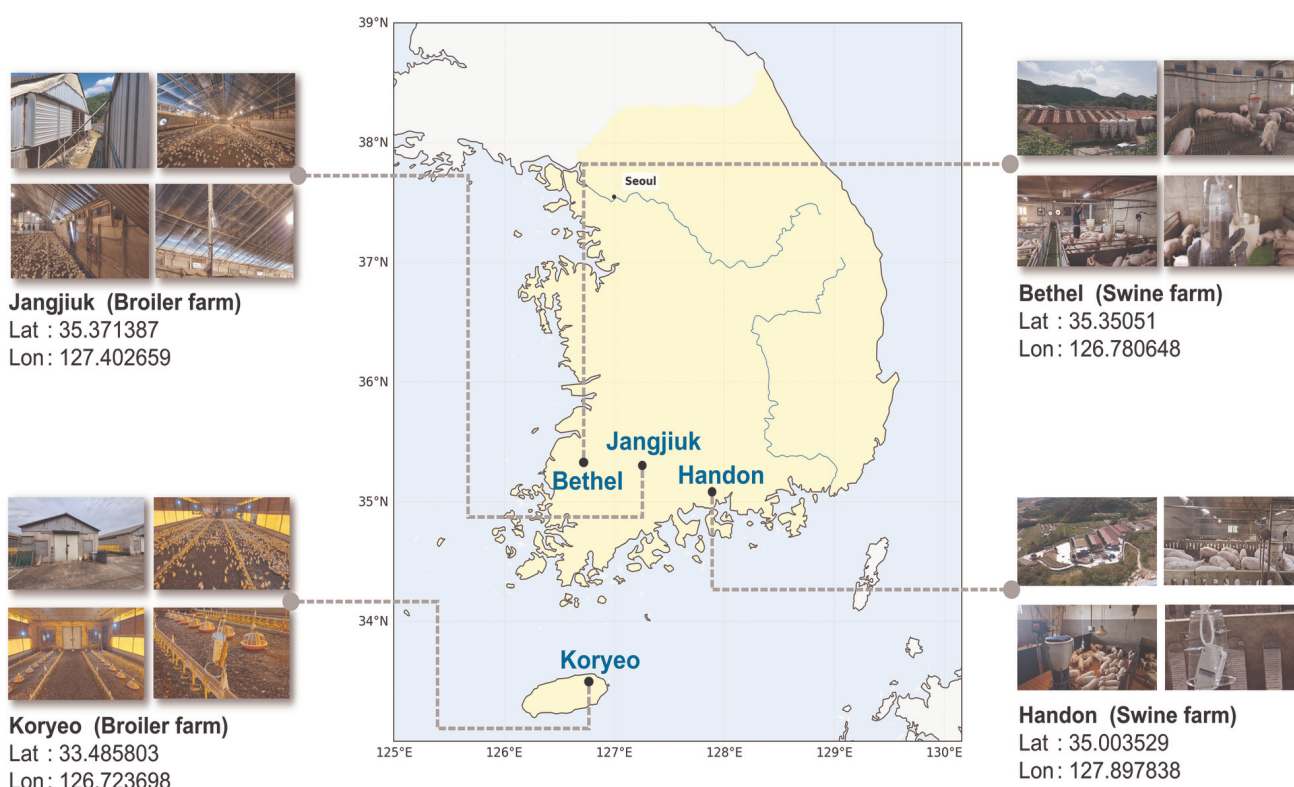 39°N
38°N
37°N
36°N
35°N
34°N
125°E
126°E
127°E
128°E
129°E
130°E
Seoul
Jangjiuk
Bethel
Handon
Koryeo
Jangjiuk (Broiler farm)
Lat : 35.371387
Lon : 127.402659
Bethel (Swine farm)
Lat : 35.35051
Lon : 126.780648
Koryeo (Broiler farm)
Lat : 33.485803
Lon : 126.723698
Handon (Swine farm)
Lat : 35.003529
Lon : 127.897838